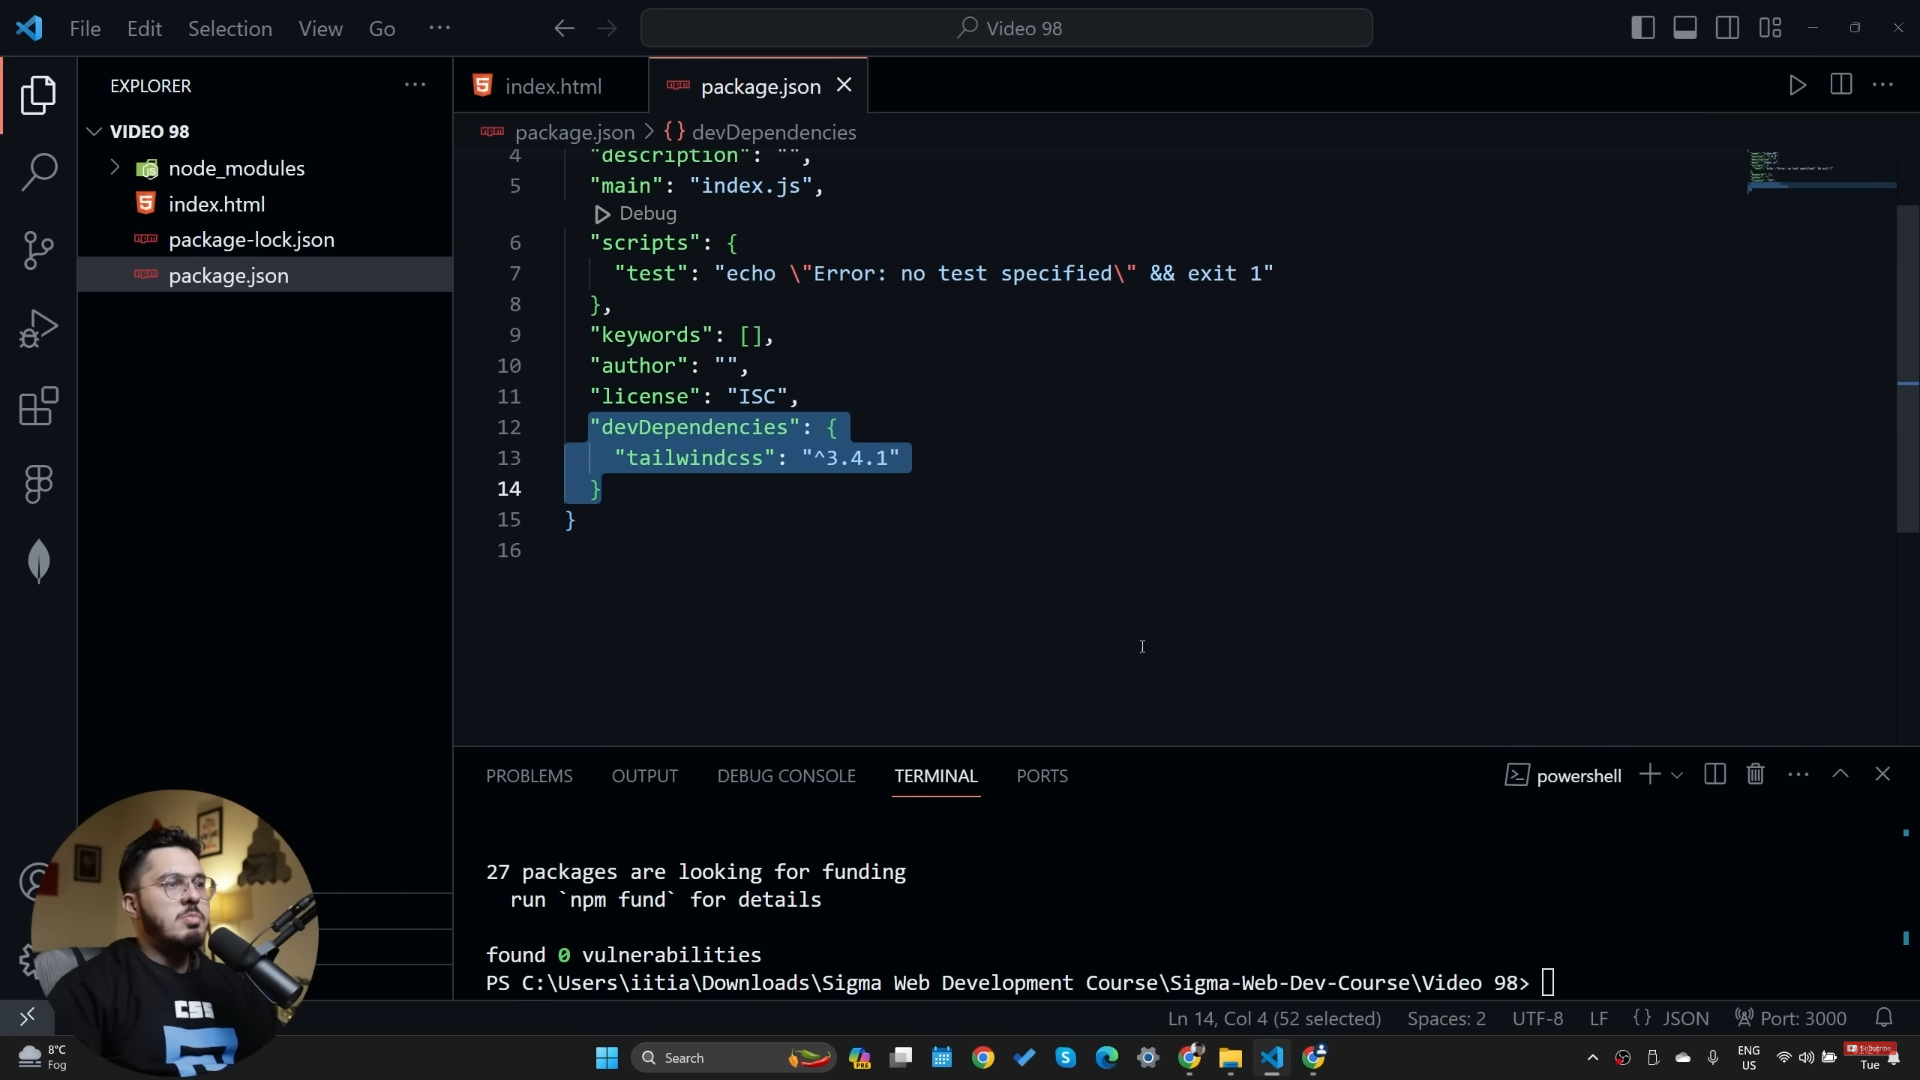 File Edit Selection View Go ···
Video 98
EXPLORER
index.html
package.json
VIDEO 98
package.json > {} devDependencies
node_modules
index.html
package-lock.json
package.json
4 "description": "",
5 "main": "index.js",
Debug
6 "scripts": {
7 "test": "echo \"Error: no test specified\" && exit 1"
8 },
9 "keywords": [],
10 "author": "",
11 "license": "ISC",
12 "devDependencies": {
13 "tailwindcss": "^3.4.1"
14 }
15 }
16
PROBLEMS OUTPUT DEBUG CONSOLE TERMINAL PORTS
powershell
27 packages are looking for funding
run `npm fund` for details
found 0 vulnerabilities
PS C:\Users\iitia\Downloads\Sigma Web Development Course\Sigma-Web-Dev-Course\Video 98>
CSS
Ln 14, Col 4 (52 selected) Spaces: 2 UTF-8 LF {} JSON Port: 3000
8°C
Fog
Search
PRE
ENG
US
Subscribe
Tue